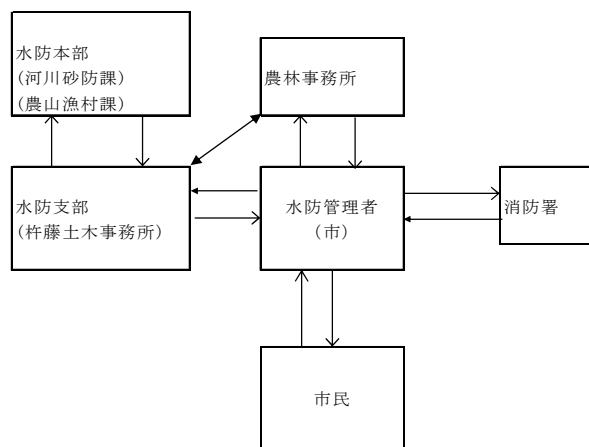 水防本部
(河川砂防課)
(農山漁村課)
農林事務所
水防支部
(杵藤土木事務所)
水防管理者
(市)
消防署
市民